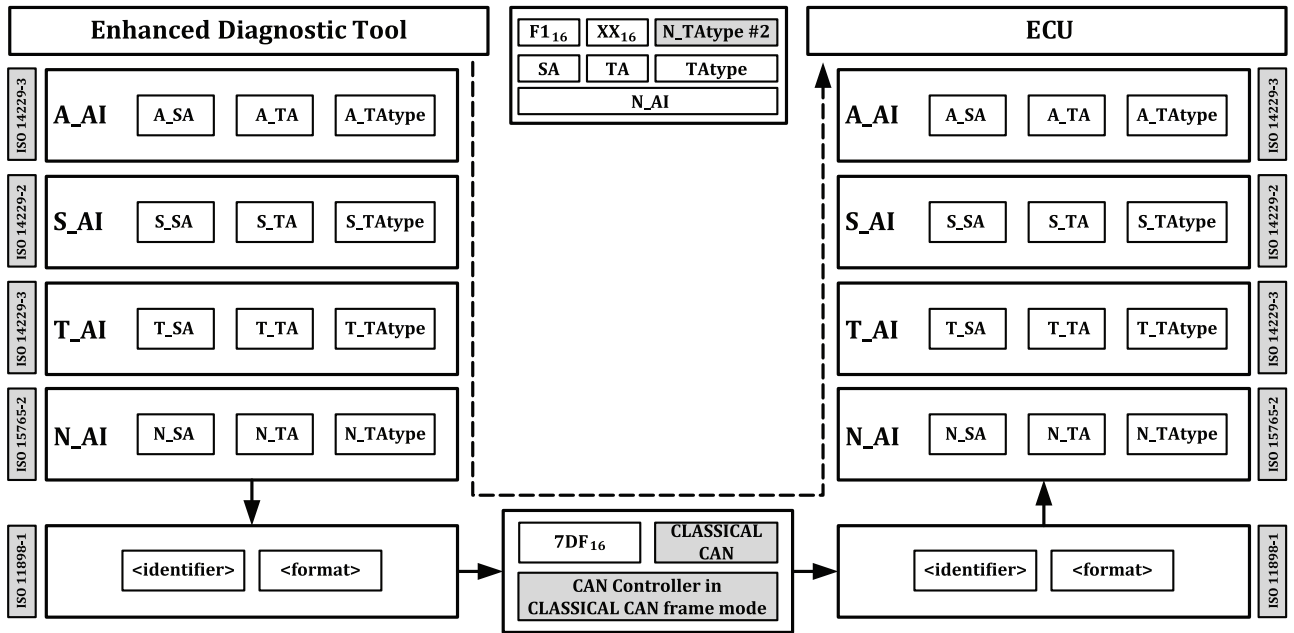 Enhanced Diagnostic Tool
F1₁₆ XX₁₆ N_TAtype #2
SA TA TAtype
N_AI
ECU
ISO 14229-3
A_AI A_SA A_TA A_TAtype
A_AI A_SA A_TA A_TAtype
ISO 14229-3
ISO 14229-2
S_AI S_SA S_TA S_TAtype
S_AI S_SA S_TA S_TAtype
ISO 14229-2
ISO 14229-3
T_AI T_SA T_TA T_TAtype
T_AI T_SA T_TA T_TAtype
ISO 14229-3
ISO 15765-2
N_AI N_SA N_TA N_TAtype
N_AI N_SA N_TA N_TAtype
ISO 15765-2
ISO 11898-1
<identifier> <format>
7DF₁₆
CLASSICAL
CAN
CAN Controller in
CLASSICAL CAN frame mode
<identifier> <format>
ISO 11898-1